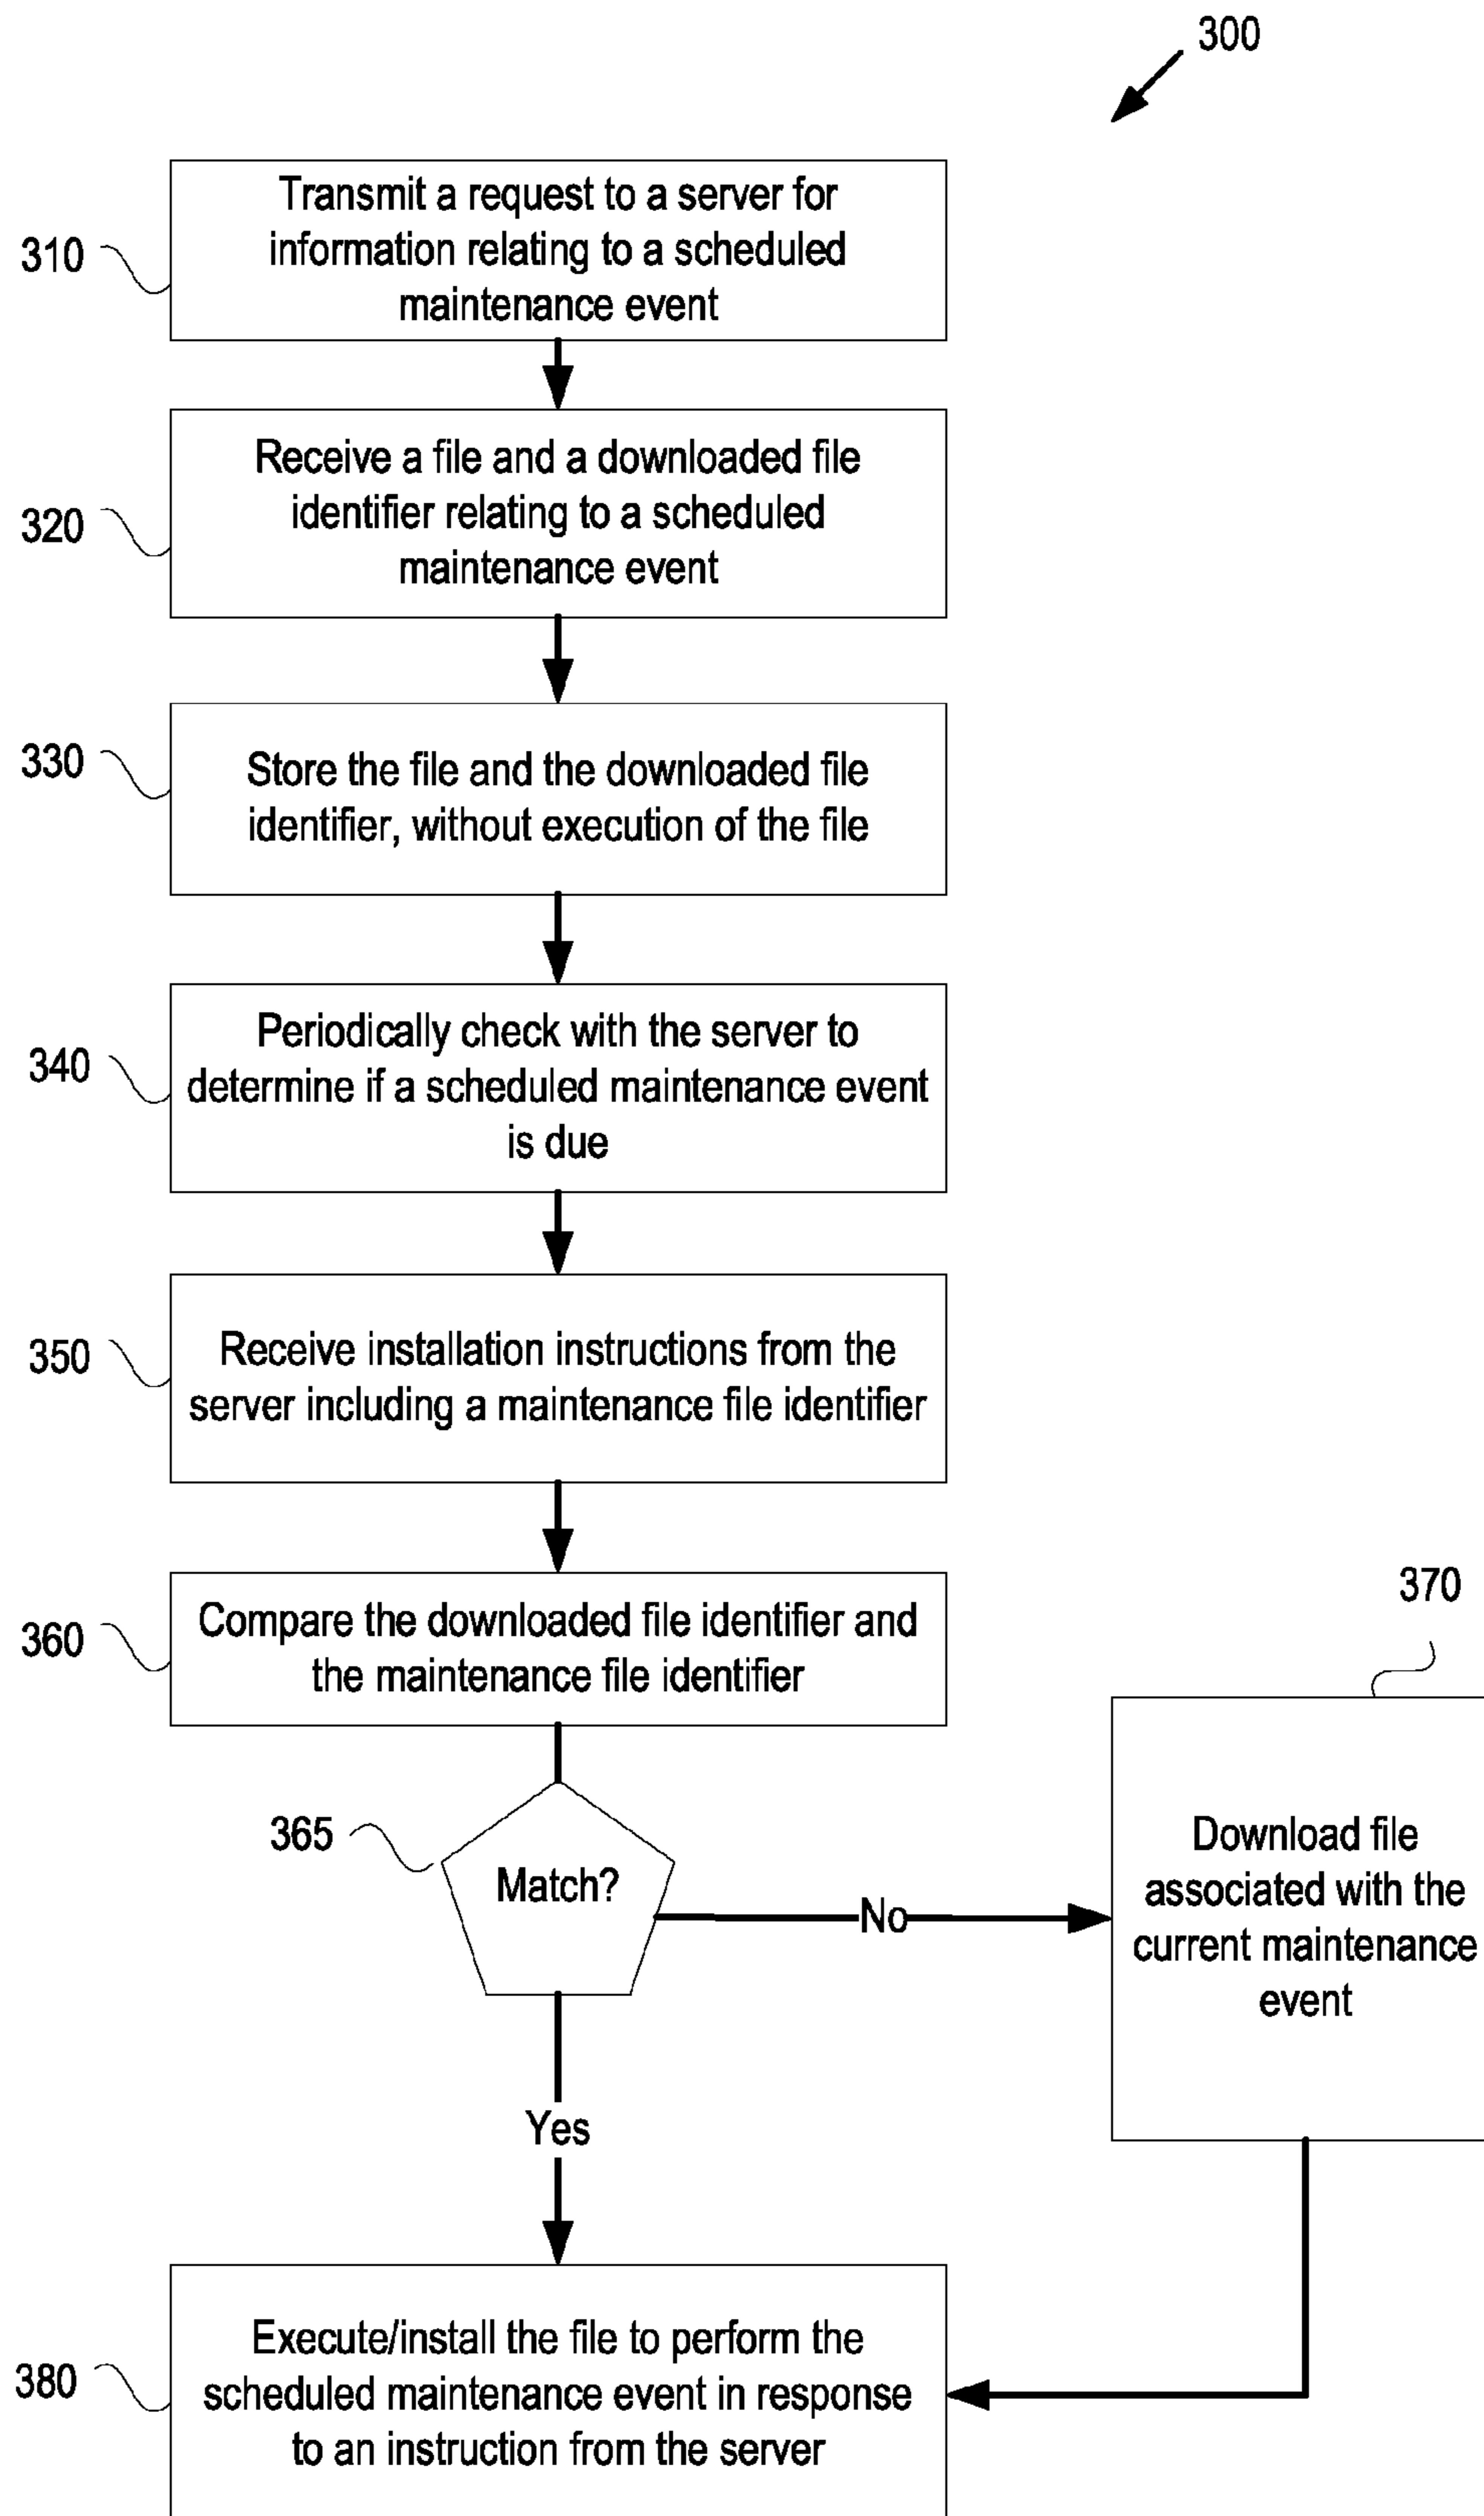 300
310
Transmit a request to a server for
information relating to a scheduled
maintenance event
320
Receive a file and a downloaded file
identifier relating to a scheduled
maintenance event
330
Store the file and the downloaded file
identifier, without execution of the file
340
Periodically check with the server to
determine if a scheduled maintenance event
is due
350
Receive installation instructions from the
server including a maintenance file identifier
360
Compare the downloaded file identifier and
the maintenance file identifier
365
Match?
No
370
Download file
associated with the
current maintenance
event
Yes
380
Execute/install the file to perform the
scheduled maintenance event in response
to an instruction from the server